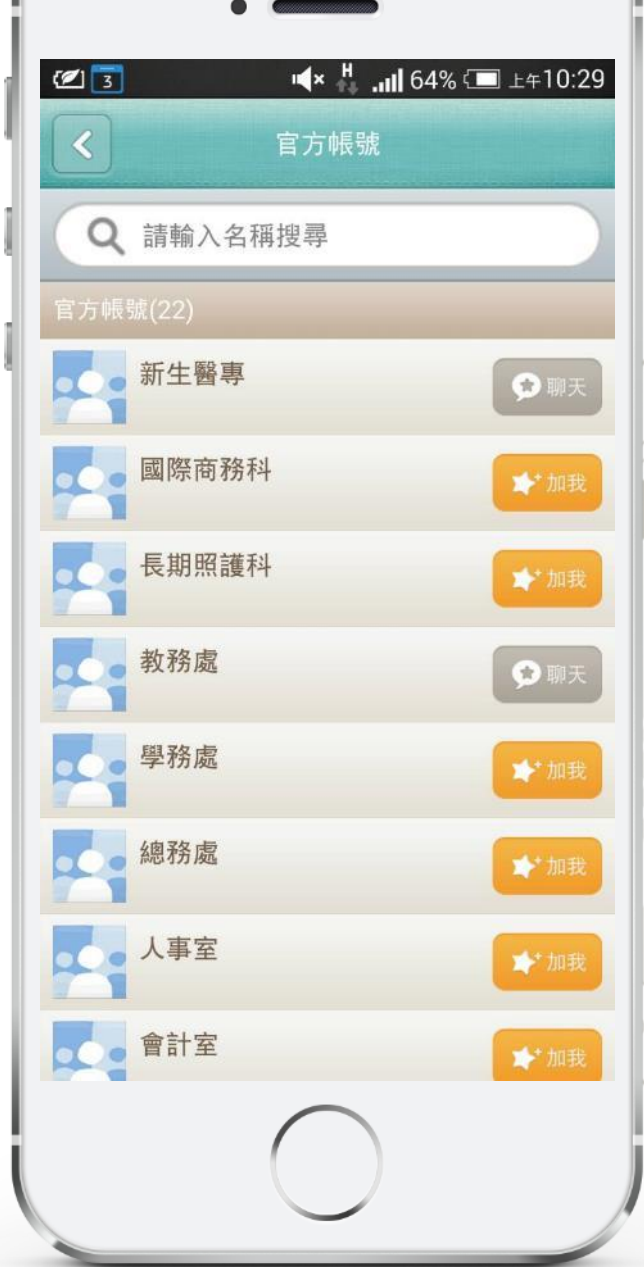 3
H
64%
上午10:29
官方帳號
請輸入名稱搜尋
官方帳號(22)
新生醫專
聊天
國際商務科
加我
長期照護科
加我
教務處
聊天
學務處
加我
總務處
加我
人事室
加我
會計室
加我